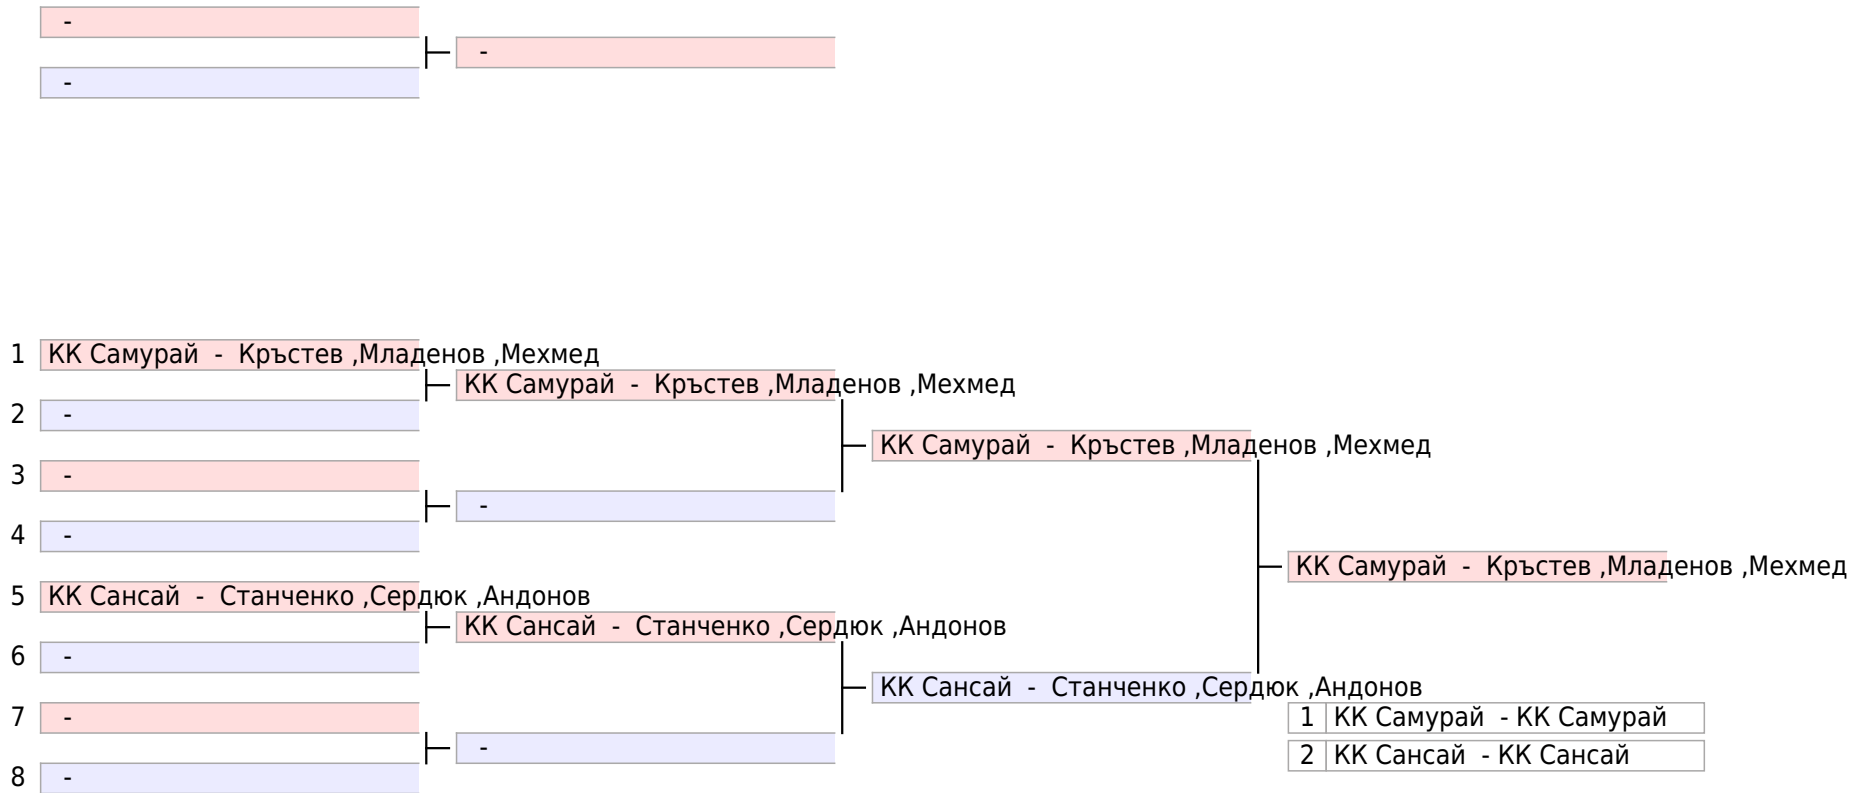 -
-
-
1 КК Самурай - Кръстев ,Младенов ,Мехмед
КК Самурай - Кръстев ,Младенов ,Мехмед
2 -
КК Самурай - Кръстев ,Младенов ,Мехмед
3 -
-
4 -
КК Самурай - Кръстев ,Младенов ,Мехмед
5 КК Сансай - Станченко ,Сердюк ,Андонов
КК Сансай - Станченко ,Сердюк ,Андонов
6 -
КК Сансай - Станченко ,Сердюк ,Андонов
7 -
1 КК Самурай - КК Самурай
-
2 КК Сансай - КК Сансай
8 -